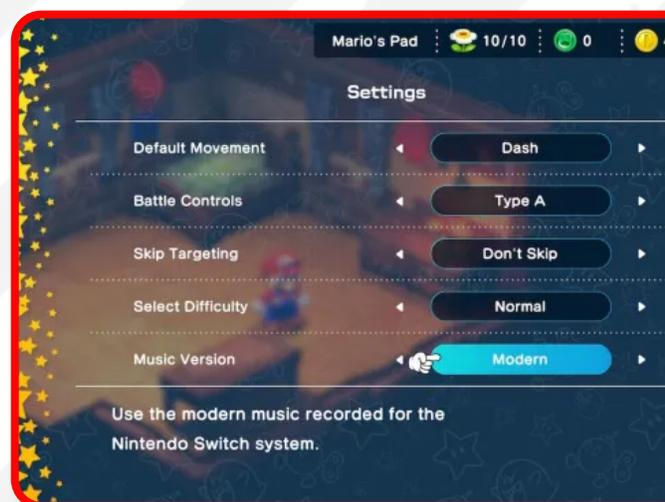 Mario's Pad 10/10 0
Settings
Default Movement Dash
Battle Controls Type A
Skip Targeting Don't Skip
Select Difficulty Normal
Music Version Modern
Use the modern music recorded for the
Nintendo Switch system.